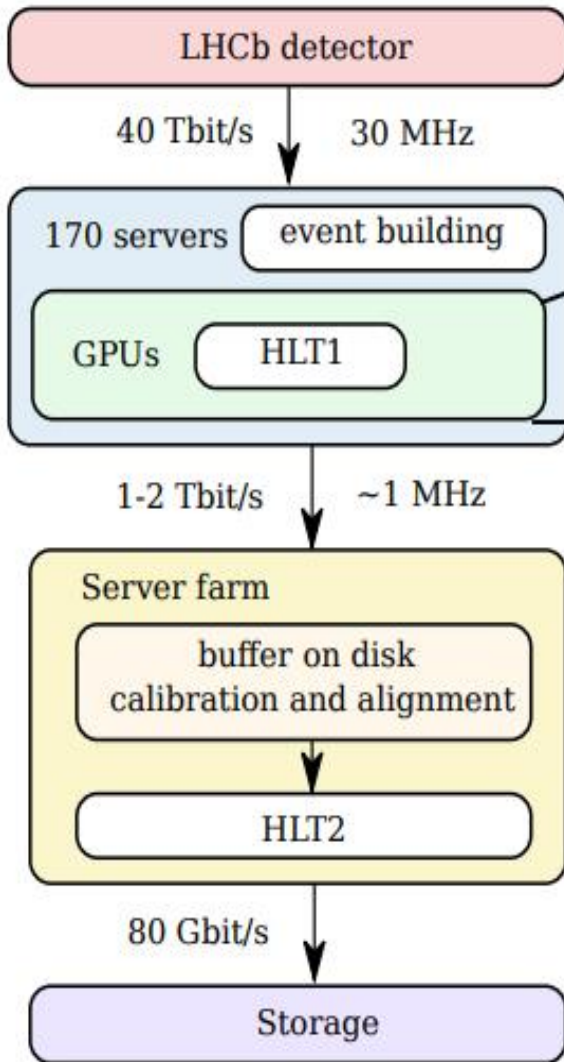 LHCb detector
40 Tbit/s 30 MHz
170 servers event building
GPUs HLT1
1-2 Tbit/s ~1 MHz
Server farm
buffer on disk
calibration and alignment
HLT2
80 Gbit/s
Storage